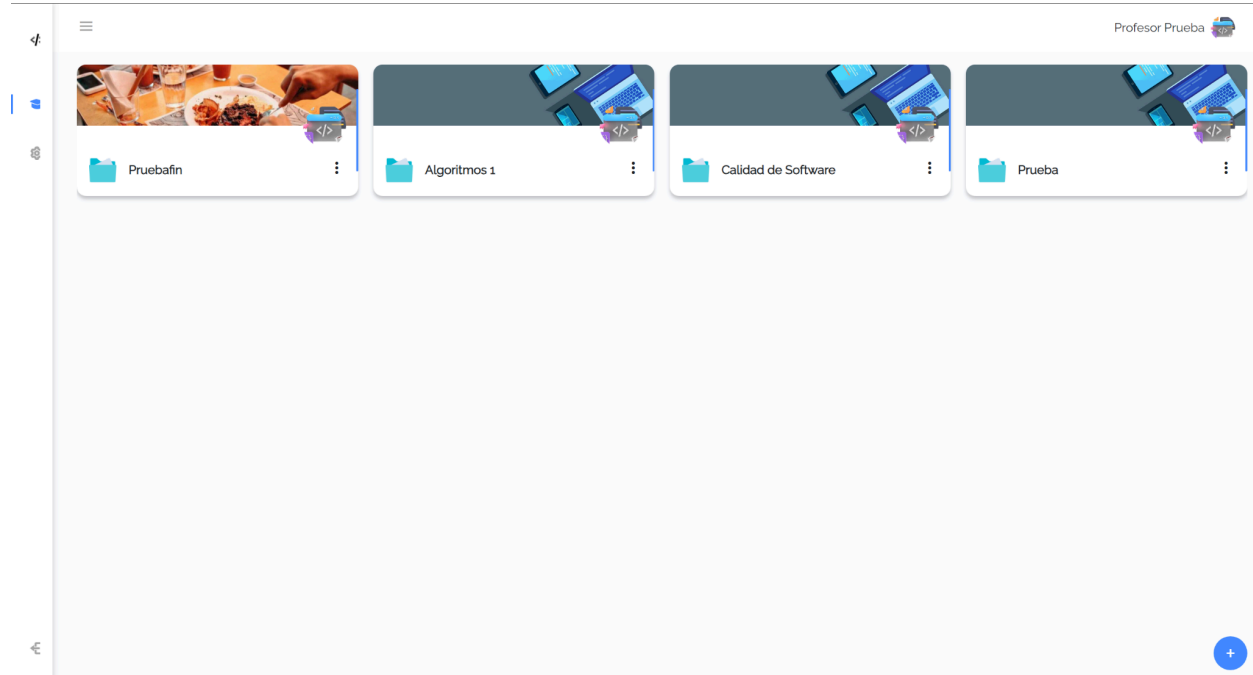 Profesor Prueba
Pruebafin
Algoritmos 1
Calidad de Software
Prueba